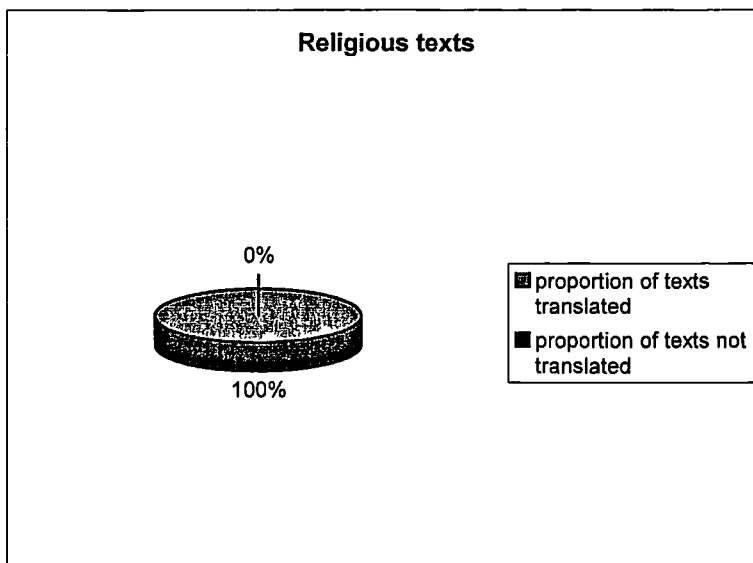 Religious texts
0%
100%
proportion of texts
translated
proportion of texts not
translated